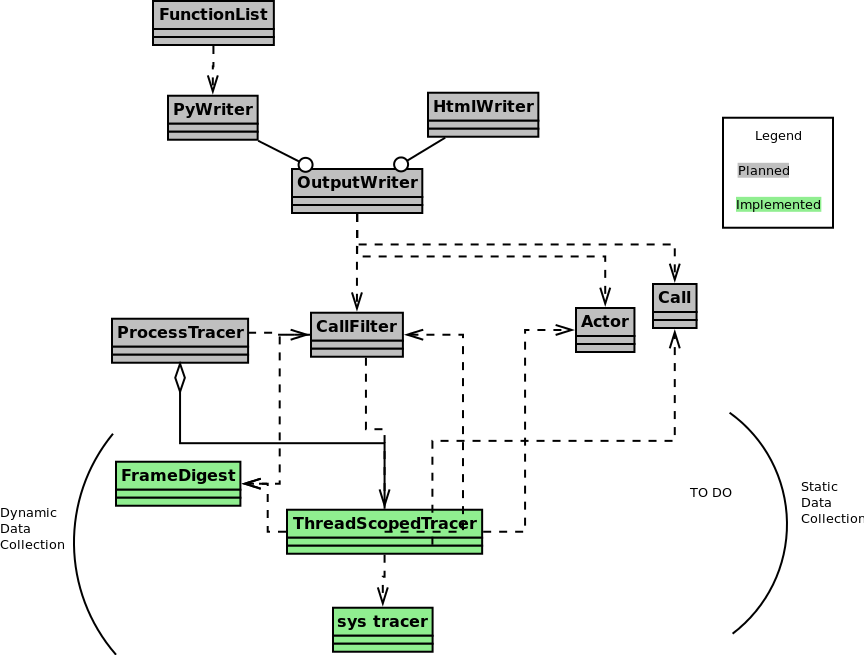 FunctionList
PyWriter
HtmlWriter
OutputWriter
Legend
Planned
Implemented
Call
Actor
CallFilter
ProcessTracer
FrameDigest
ThreadScopedTracer
sys tracer
Dynamic
Data
Collection
TO DO
Static
Data
Collection